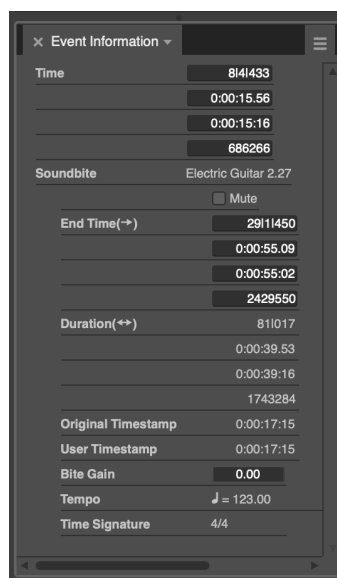 Event Information
Time 8|4|433
0:00:15.56
0:00:15:16
686266
Soundbite Electric Guitar 2.27
Mute
End Time(→) 29|1|450
0:00:55.09
0:00:55:02
2429550
Duration(↔) 81|017
0:00:39.53
0:00:39:16
1743284
Original Timestamp 0:00:17:15
User Timestamp 0:00:17:15
Bite Gain 0.00
Tempo ♩ = 123.00
Time Signature 4/4